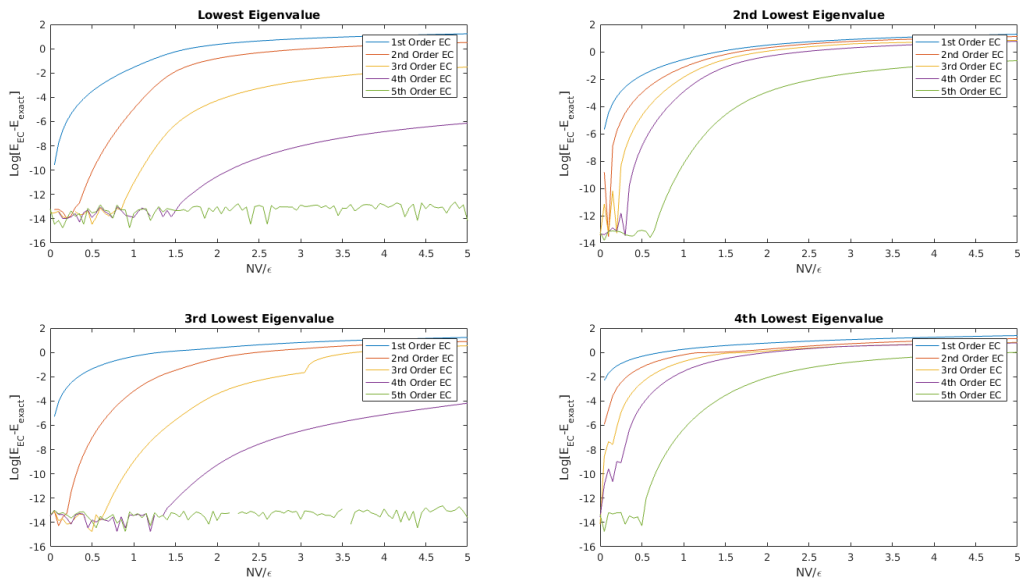 Lowest Eigenvalue
Log[E_EC-E_exact]
2
0
-2
-4
-6
-8
-10
-12
-14
-16
0 0.5 1 1.5 2 2.5 3 3.5 4 4.5 5
NV/ϵ
1st Order EC
2nd Order EC
3rd Order EC
4th Order EC
5th Order EC
2nd Lowest Eigenvalue
Log[E_EC-E_exact]
2
0
-2
-4
-6
-8
-10
-12
-13
-14
0 0.5 1 1.5 2 2.5 3 3.5 4 4.5 5
NV/ϵ
1st Order EC
2nd Order EC
3rd Order EC
4th Order EC
5th Order EC
3rd Lowest Eigenvalue
Log[E_EC-E_exact]
2
0
-2
-4
-6
-8
-10
-12
-14
-16
0 0.5 1 1.5 2 2.5 3 3.5 4 4.5 5
NV/ϵ
1st Order EC
2nd Order EC
3rd Order EC
4th Order EC
5th Order EC
4th Lowest Eigenvalue
Log[E_EC-E_exact]
2
0
-2
-4
-6
-8
-10
-12
-14
-16
0 0.5 1 1.5 2 2.5 3 3.5 4 4.5 5
NV/ϵ
1st Order EC
2nd Order EC
3rd Order EC
4th Order EC
5th Order EC